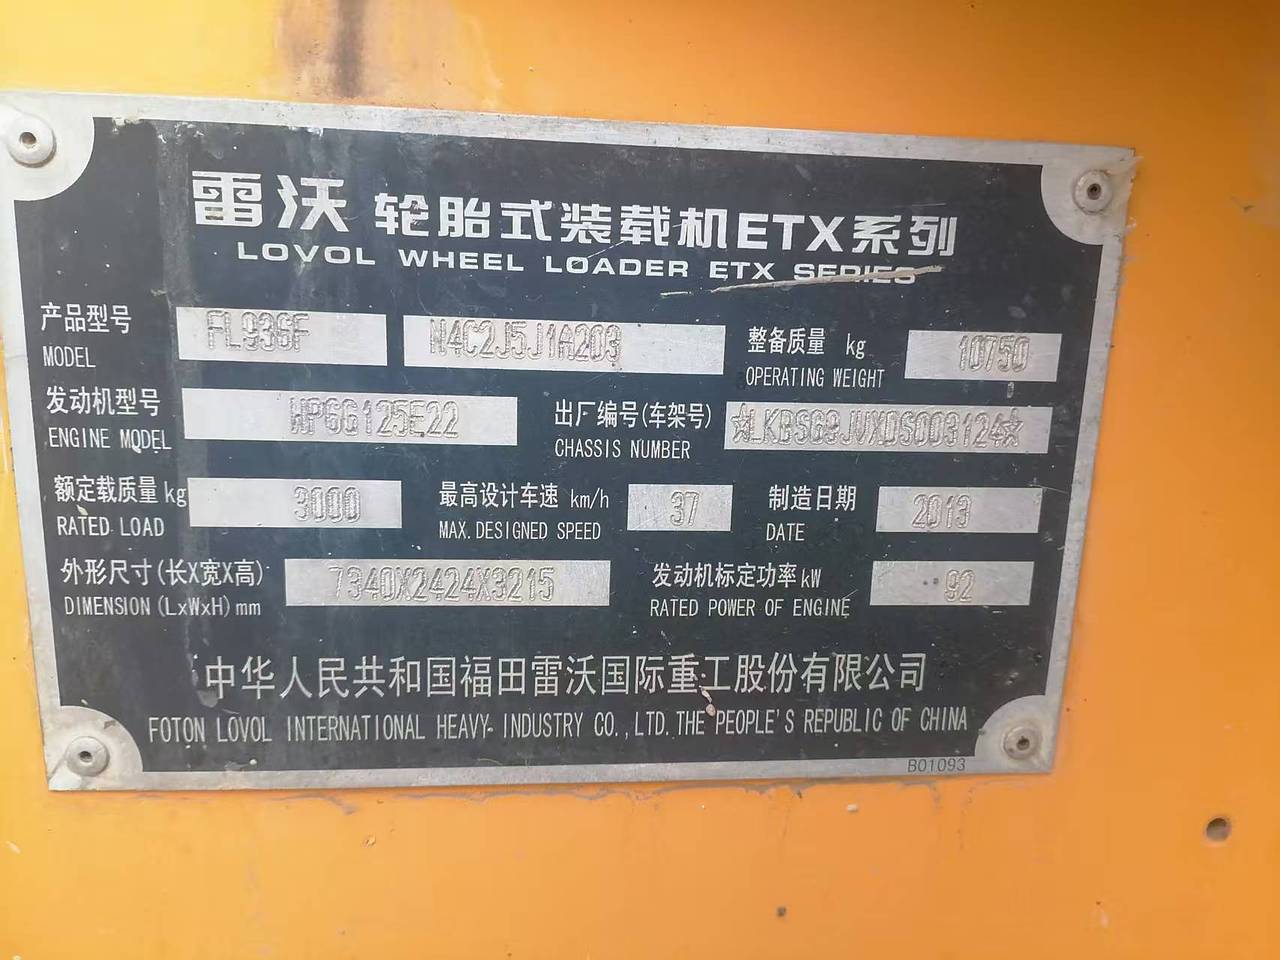 雷沃 轮胎式装载机ETX系列
LOVOL WHEEL LOADER ETX SERIES
产品型号 FL936F N4C2J5J1A203 整备质量 kg 10750
MODEL OPERATING WEIGHT
发动机型号 WP6G125E22 出厂编号(车架号) ☆LKBS69JVXDS003124☆
ENGINE MODEL CHASSIS NUMBER
额定载质量 kg 3000 最高设计车速 km/h 37 制造日期 2013
RATED LOAD MAX. DESIGNED SPEED DATE
外形尺寸(长X宽X高) 7340X2424X3215 发动机标定功率 kW 92
DIMENSION (LxWxH) mm RATED POWER OF ENGINE
中华人民共和国福田雷沃国际重工股份有限公司
FOTON LOVOL INTERNATIONAL HEAVY INDUSTRY CO.,LTD. THE PEOPLE'S REPUBLIC OF CHINA
B01093